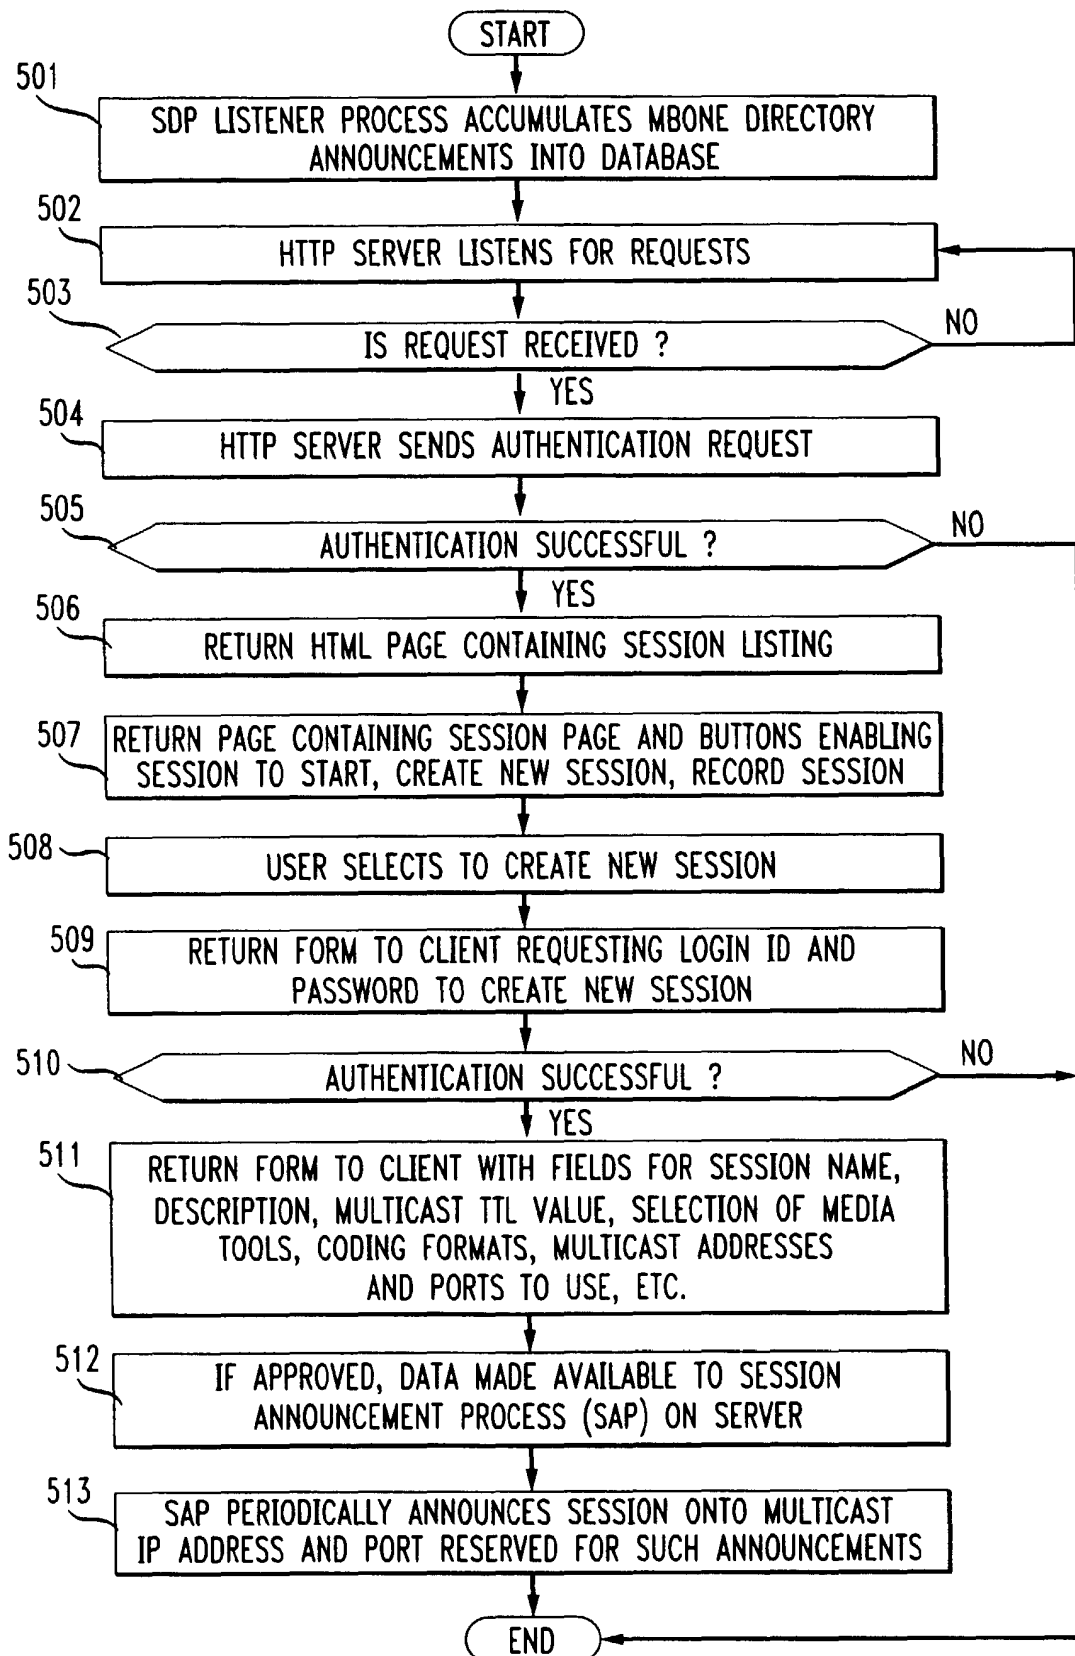 START
501
SDP LISTENER PROCESS ACCUMULATES MBONE DIRECTORY
ANNOUNCEMENTS INTO DATABASE
502
HTTP SERVER LISTENS FOR REQUESTS
503
IS REQUEST RECEIVED ?
NO
YES
504
HTTP SERVER SENDS AUTHENTICATION REQUEST
505
AUTHENTICATION SUCCESSFUL ?
NO
YES
506
RETURN HTML PAGE CONTAINING SESSION LISTING
507
RETURN PAGE CONTAINING SESSION PAGE AND BUTTONS ENABLING
SESSION TO START, CREATE NEW SESSION, RECORD SESSION
508
USER SELECTS TO CREATE NEW SESSION
509
RETURN FORM TO CLIENT REQUESTING LOGIN ID AND
PASSWORD TO CREATE NEW SESSION
510
AUTHENTICATION SUCCESSFUL ?
NO
YES
511
RETURN FORM TO CLIENT WITH FIELDS FOR SESSION NAME,
DESCRIPTION, MULTICAST TTL VALUE, SELECTION OF MEDIA
TOOLS, CODING FORMATS, MULTICAST ADDRESSES
AND PORTS TO USE, ETC.
512
IF APPROVED, DATA MADE AVAILABLE TO SESSION
ANNOUNCEMENT PROCESS (SAP) ON SERVER
513
SAP PERIODICALLY ANNOUNCES SESSION ONTO MULTICAST
IP ADDRESS AND PORT RESERVED FOR SUCH ANNOUNCEMENTS
END